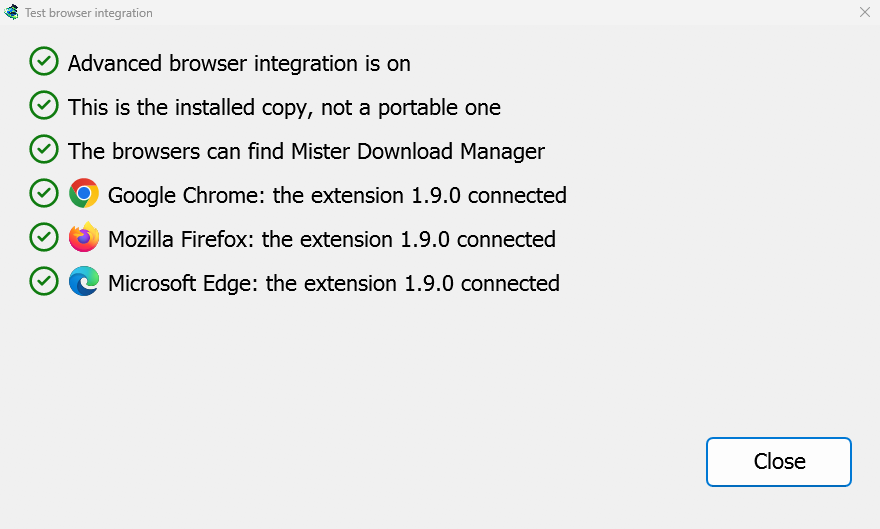 Test browser integration
Advanced browser integration is on
This is the installed copy, not a portable one
The browsers can find Mister Download Manager
Google Chrome: the extension 1.9.0 connected
Mozilla Firefox: the extension 1.9.0 connected
Microsoft Edge: the extension 1.9.0 connected
Close